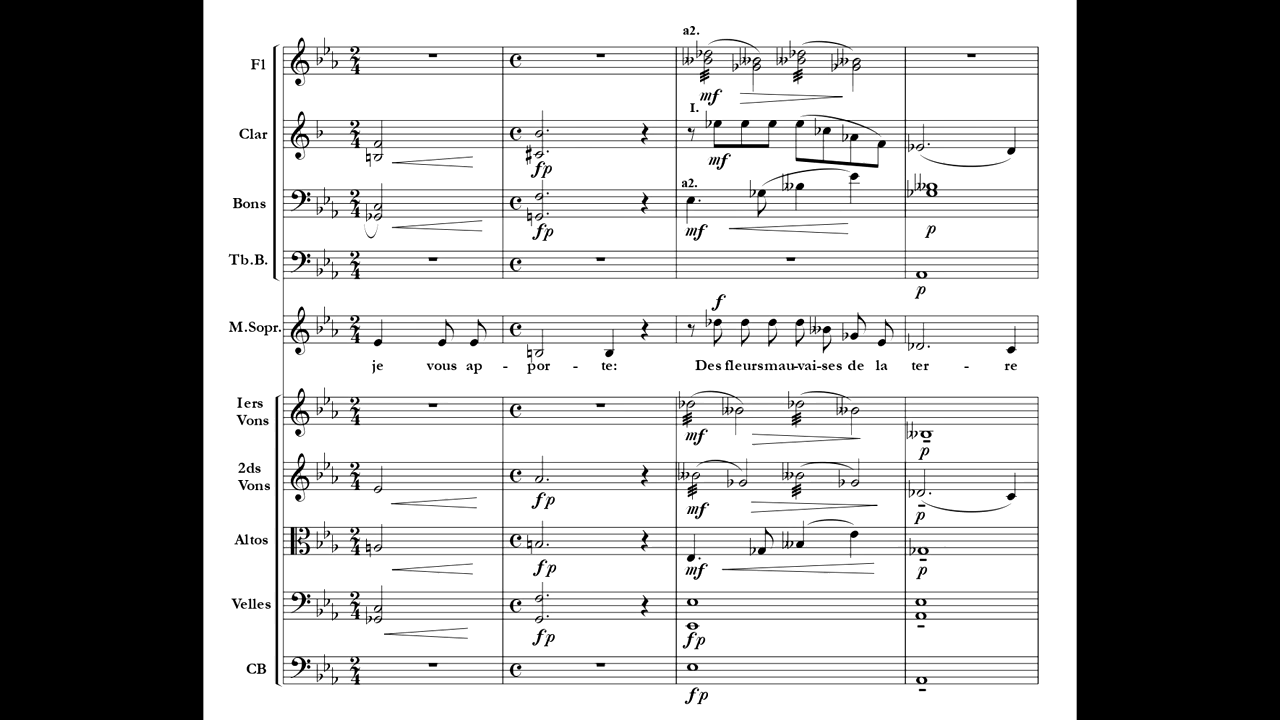 a2.
Fl
mf
I.
Clar
fp
mf
a2.
Bons
fp
mf
p
Tb.B.
p
f
M.Sopr.
je vous ap - por - te: Des fleurs mau-vai-ses de la ter - re
1ers
Vons
mf
p
2ds
Vons
fp
mf
p
Altos
fp
mf
p
Velles
fp
fp
CB
fp